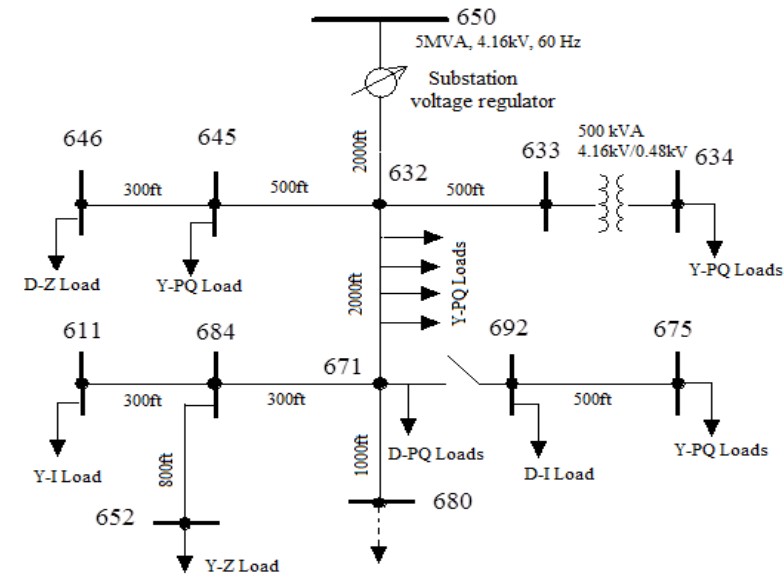 650
5MVA, 4.16kV, 60 Hz
Substation
voltage regulator
2000ft
646
645
632
633
500 kVA
4.16kV/0.48kV
634
300ft
500ft
500ft
D-Z Load
Y-PQ Load
Y-PQ Loads
Y-PQ Loads
2000ft
611
684
671
692
675
300ft
300ft
500ft
Y-I Load
800ft
1000ft
D-PQ Loads
D-I Load
Y-PQ Loads
652
680
Y-Z Load